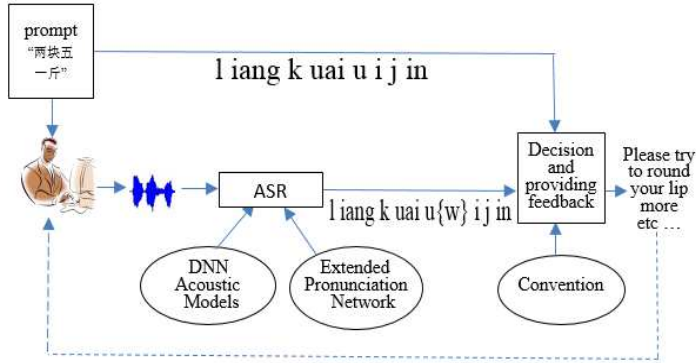 prompt
“两块五
一斤”
l iang k uai u i j in
Decision
and
providing
feedback
Please try
to round
your lip
more
etc ...
ASR
l iang k uai u{w} i j in
DNN
Acoustic
Models
Extended
Pronunciation
Network
Convention